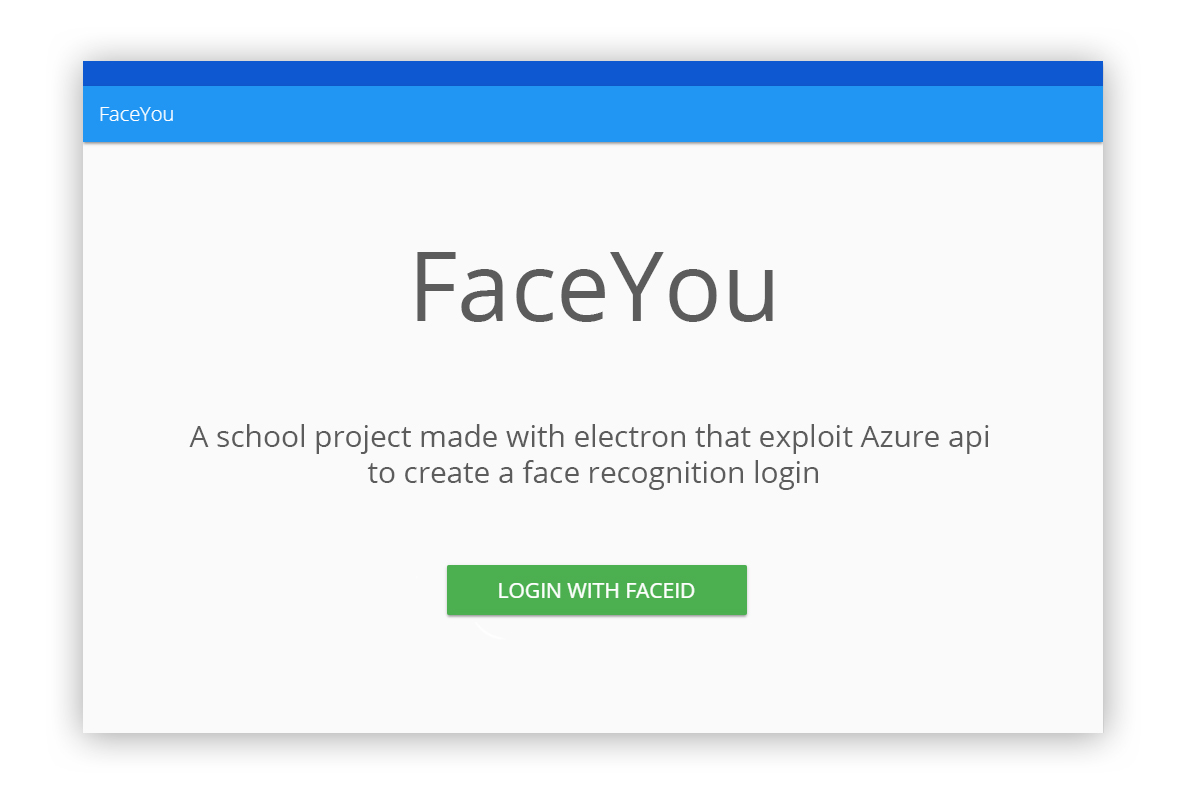 FaceYou
FaceYou
A school project made with electron that exploit Azure api
to create a face recognition login
LOGIN WITH FACEID